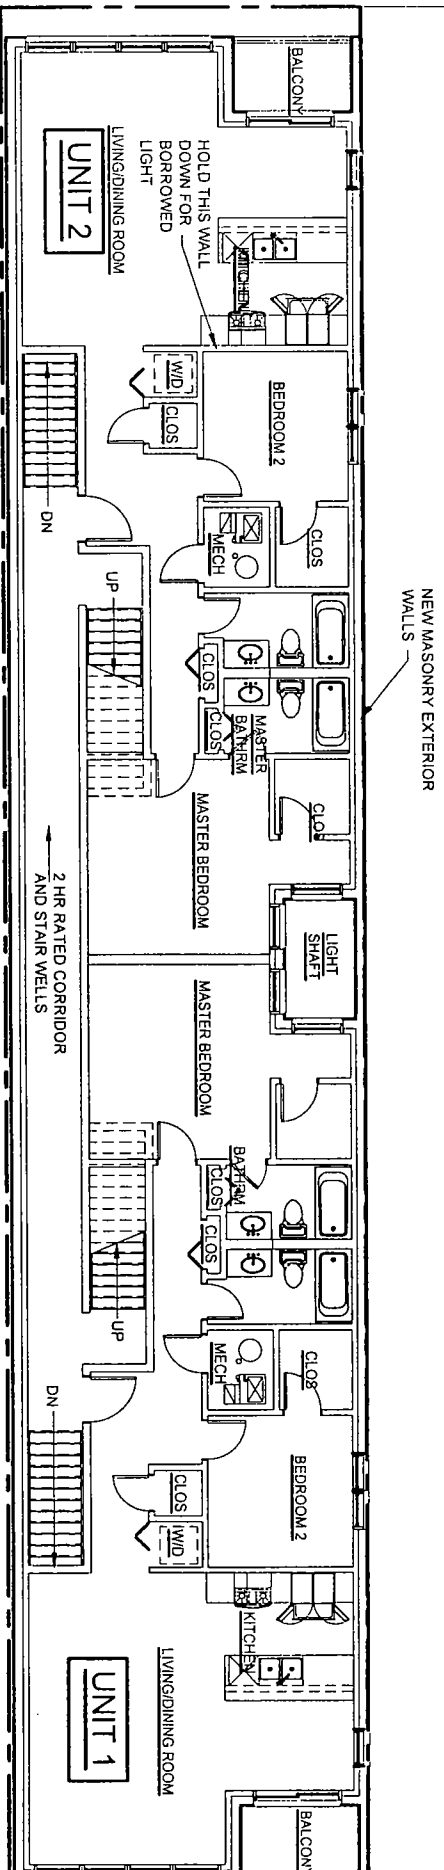 BALCONY
LIVING/DINING ROOM
UNIT 2
HOLD THIS WALL
DOWN FOR
BORROWED
LIGHT
KITCHEN
W/D
CLOS
BEDROOM 2
CLOS
DN
MECH
UP
CLOS
CLOS
MASTER
BATHRM
NEW MASONRY EXTERIOR
WALLS
MASTER BEDROOM
CLOS
2 HR RATED CORRIDOR
AND STAIR WELLS
LIGHT
SHAFT
MASTER BEDROOM
BATHRM
CLOS
CLOS
UP
MECH
CLOS
DN
BEDROOM 2
CLOS
W/D
KITCHEN
LIVING/DINING ROOM
UNIT 1
BALCON